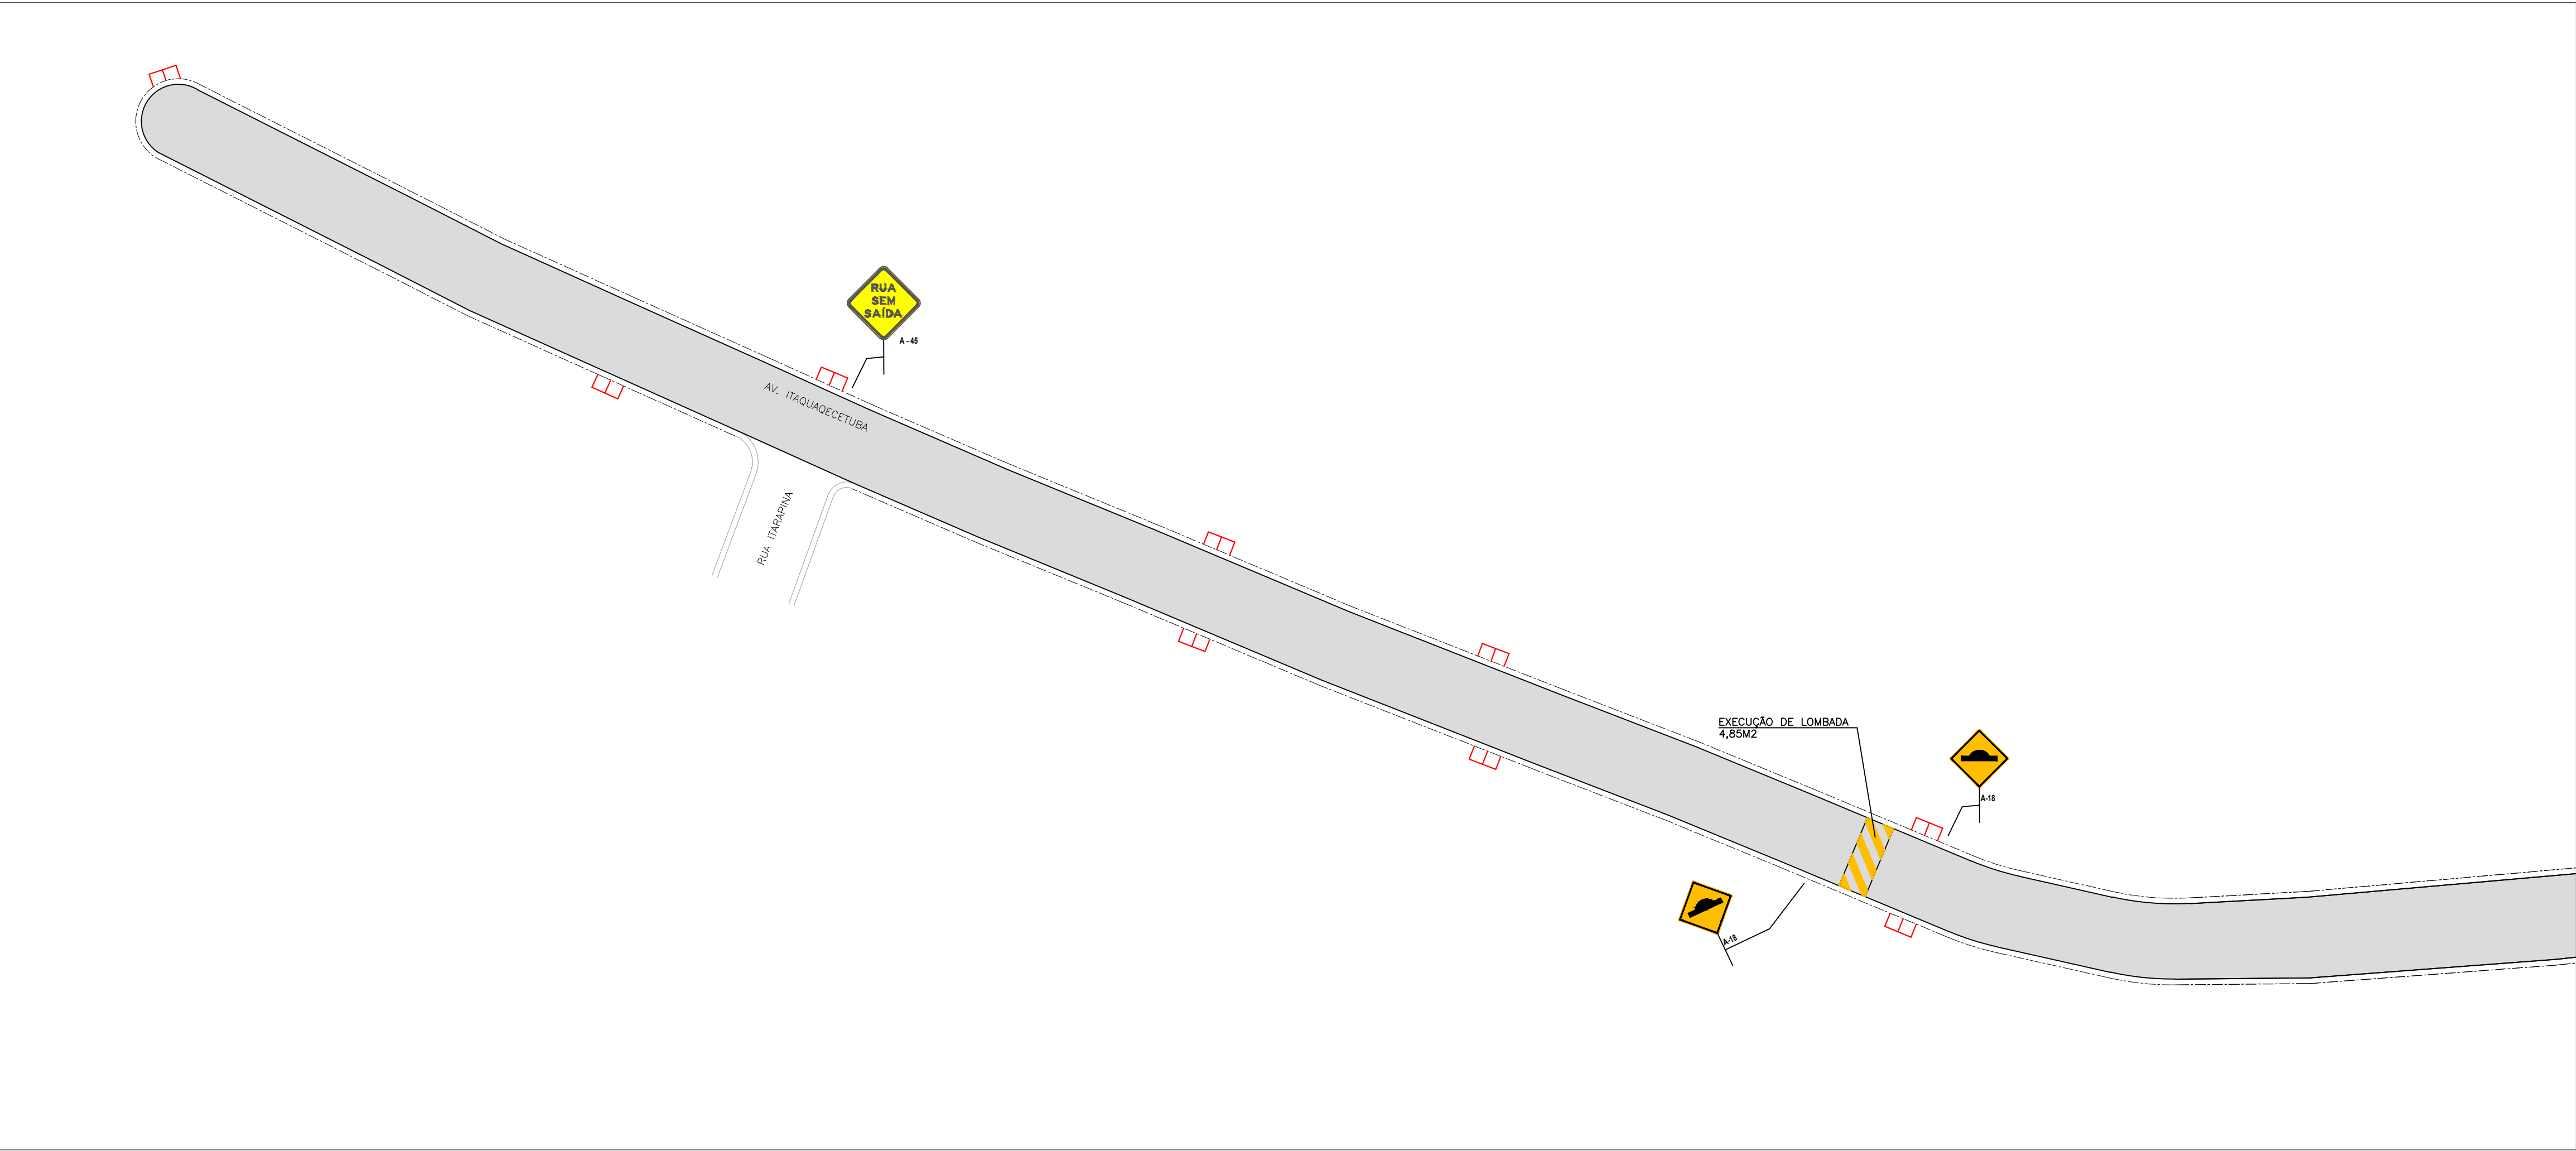 RUA
SEM
SAÍDA
A - 45
AV. ITAQUAQECETUBA
RUA ITARAPINA
EXECUÇÃO DE LOMBADA
4,85M2
A-18
A-18